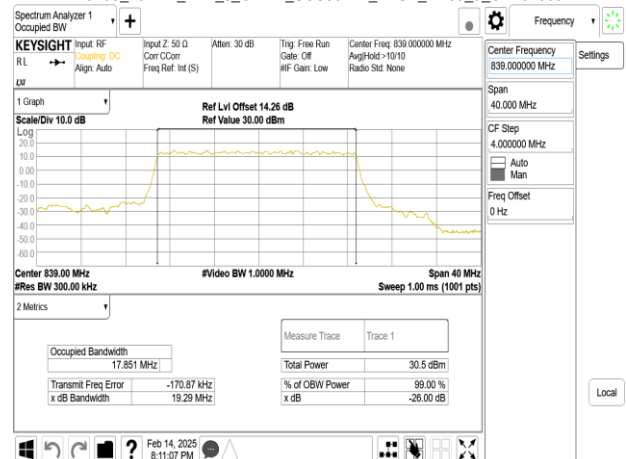 Spectrum Analyzer 1
Occupied BW
Frequency
KEYSIGHT
RL
LXI
Input: RF
Coupling: DC
Align: Auto
Input Z: 50 Ω
Corr CCorr
Freq Ref: Int (S)
Atten: 30 dB
Trig: Free Run
Gate: Off
#IF Gain: Low
Center Freq: 839.000000 MHz
Avg|Hold:>10/10
Radio Std: None
Center Frequency
839.000000 MHz
Settings
Span
40.000 MHz
CF Step
4.000000 MHz
Auto
Man
Freq Offset
0 Hz
1 Graph
Scale/Div 10.0 dB
Ref Lvl Offset 14.26 dB
Ref Value 30.00 dBm
Log
20.0
10.0
0.00
-10.0
-20.0
-30.0
-40.0
-50.0
-60.0
Center 839.00 MHz
#Video BW 1.0000 MHz
Span 40 MHz
#Res BW 300.00 kHz
Sweep 1.00 ms (1001 pts)
2 Metrics
Measure Trace Trace 1
Occupied Bandwidth
17.851 MHz
Total Power 30.5 dBm
Transmit Freq Error -170.87 kHz
% of OBW Power 99.00 %
x dB Bandwidth 19.29 MHz
x dB -26.00 dB
Local
Feb 14, 2025
8:11:07 PM